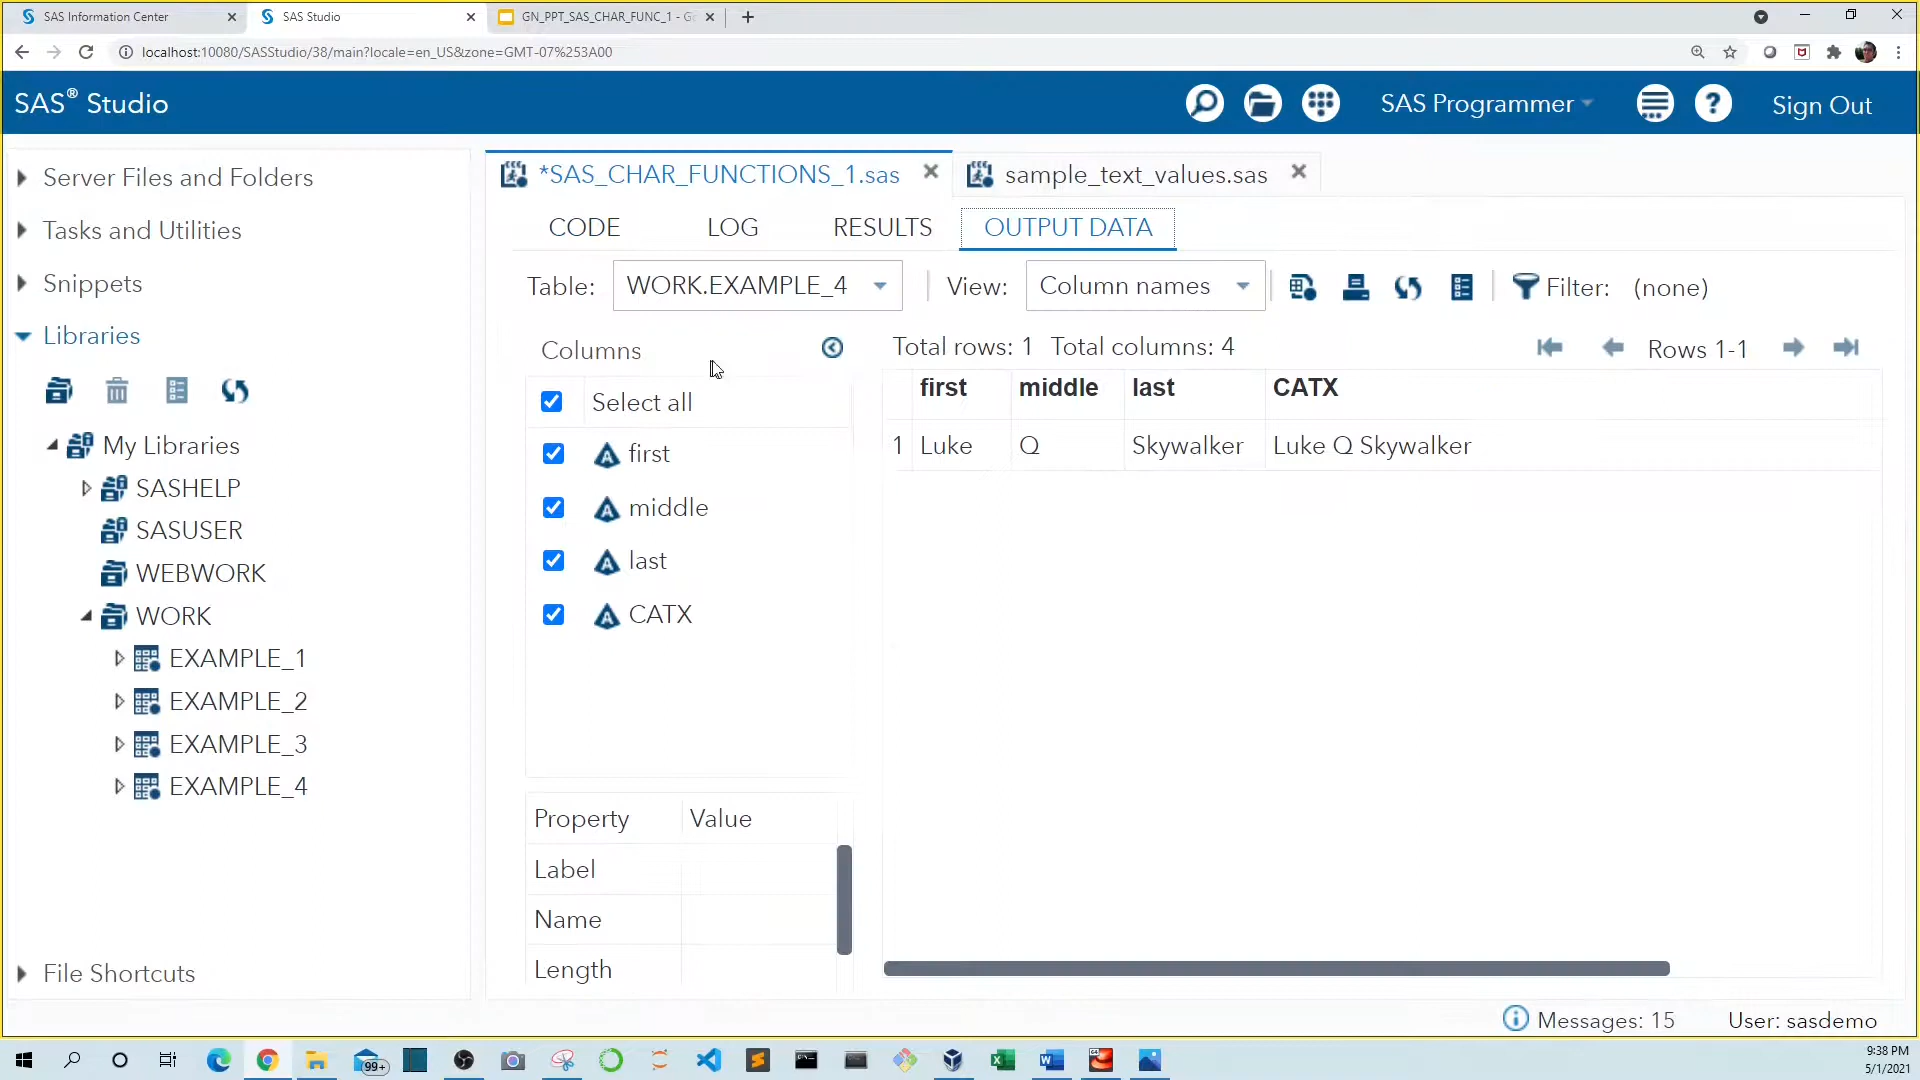 SAS Information Center
SAS Studio
GN_PPT_SAS_CHAR_FUNC_1 - G
localhost:10080/SASStudio/38/main?locale=en_US&zone=GMT-07%253A00
SAS® Studio
SAS Programmer
Sign Out
Server Files and Folders
Tasks and Utilities
Snippets
Libraries
My Libraries
SASHELP
SASUSER
WEBWORK
WORK
EXAMPLE_1
EXAMPLE_2
EXAMPLE_3
EXAMPLE_4
File Shortcuts
*SAS_CHAR_FUNCTIONS_1.sas
sample_text_values.sas
CODE LOG RESULTS OUTPUT DATA
Table: WORK.EXAMPLE_4 View: Column names Filter: (none)
Columns
Select all
first
middle
last
CATX
Property Value
Label
Name
Length
Total rows: 1 Total columns: 4 Rows 1-1
first middle last CATX
1 Luke Q Skywalker Luke Q Skywalker
Messages: 15 User: sasdemo
99+
9:38 PM
5/1/2021